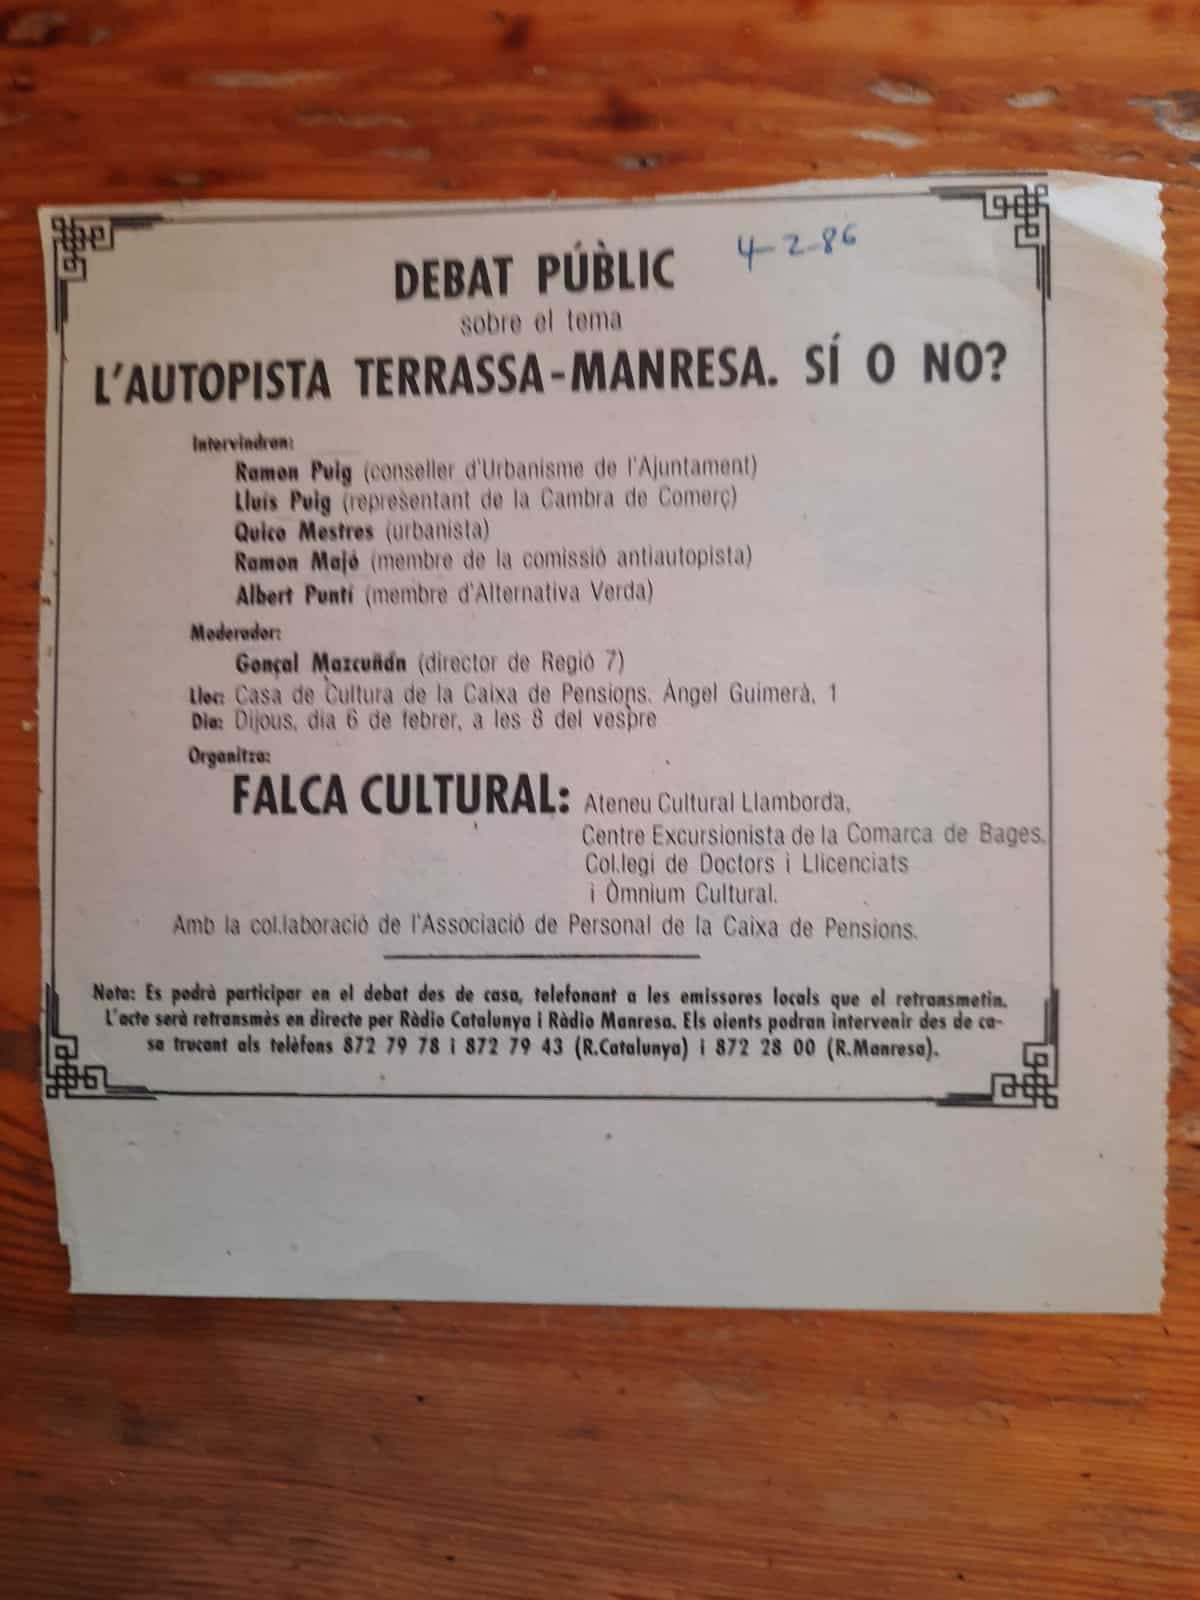 4-2-86
DEBAT PÚBLIC
sobre el tema
L'AUTOPISTA TERRASSA-MANRESA. SÍ O NO?
Intervindran:
Ramon Puig (conseller d'Urbanisme de l'Ajuntament)
Lluís Puig (representant de la Cambra de Comerç)
Quico Mestres (urbanista)
Ramon Majó (membre de la comissió antiautopista)
Albert Puntí (membre d'Alternativa Verda)
Moderador:
Gonçal Mazcuñán (director de Regió 7)
Lloc: Casa de Cultura de la Caixa de Pensions. Àngel Guimerà, 1
Dia: Dijous, dia 6 de febrer, a les 8 del vespre
Organitza:
FALCA CULTURAL: Ateneu Cultural Llamborda,
Centre Excursionista de la Comarca de Bages,
Col.legi de Doctors i Llicenciats
i Òmnium Cultural.
Amb la col.laboració de l'Associació de Personal de la Caixa de Pensions.
Nota: Es podrà participar en el debat des de casa, telefonant a les emissores locals que el retransmetin.
L'acte serà retransmès en directe per Ràdio Catalunya i Ràdio Manresa. Els oients podran intervenir des de ca-
sa trucant als telèfons 872 79 78 i 872 79 43 (R.Catalunya) i 872 28 00 (R.Manresa).